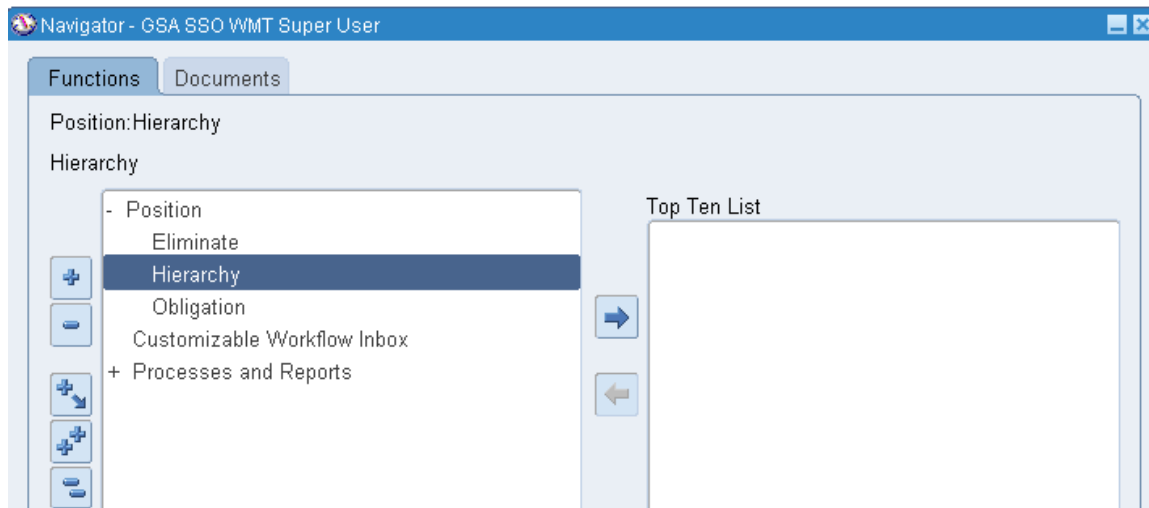 Navigator - GSA SSO WMT Super User
Functions Documents
Position:Hierarchy
Hierarchy
- Position
Eliminate
Hierarchy
Obligation
Customizable Workflow Inbox
+ Processes and Reports
Top Ten List